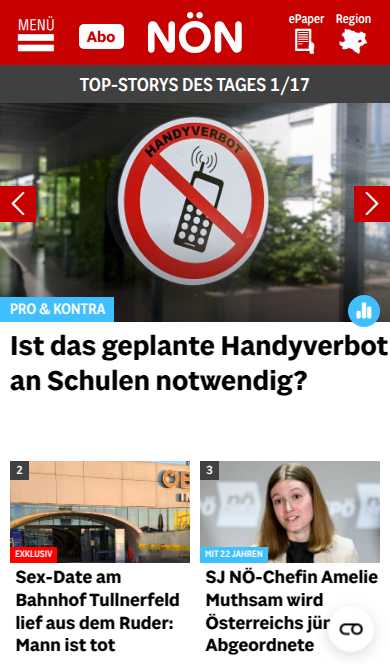 MENÜ
Abo
NÖN
ePaper
Region
TOP-STORYS DES TAGES 1/17
HANDYVERBOT
PRO & KONTRA
Ist das geplante Handyverbot
an Schulen notwendig?
2
EXKLUSIV
Sex-Date am
Bahnhof Tullnerfeld
lief aus dem Ruder:
Mann ist tot
3
MIT 22 JAHREN
SJ NÖ-Chefin Amelie
Muthsam wird
Österreichs
Abgeordnete